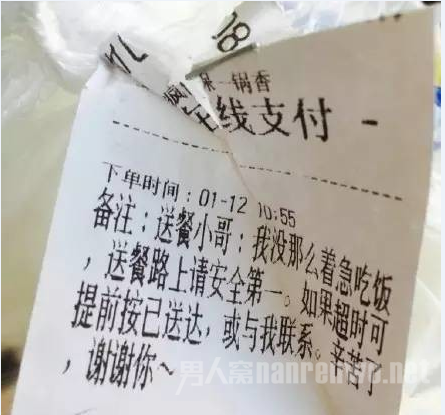 一锅香
在线支付 -
下单时间：01-12 10:55
备注：送餐小哥：我没那么着急吃饭
，送餐路上请安全第一。如果超时可
提前按已送达，或与我联系。辛苦了
，谢谢你~
男人窝nanrenwo.net